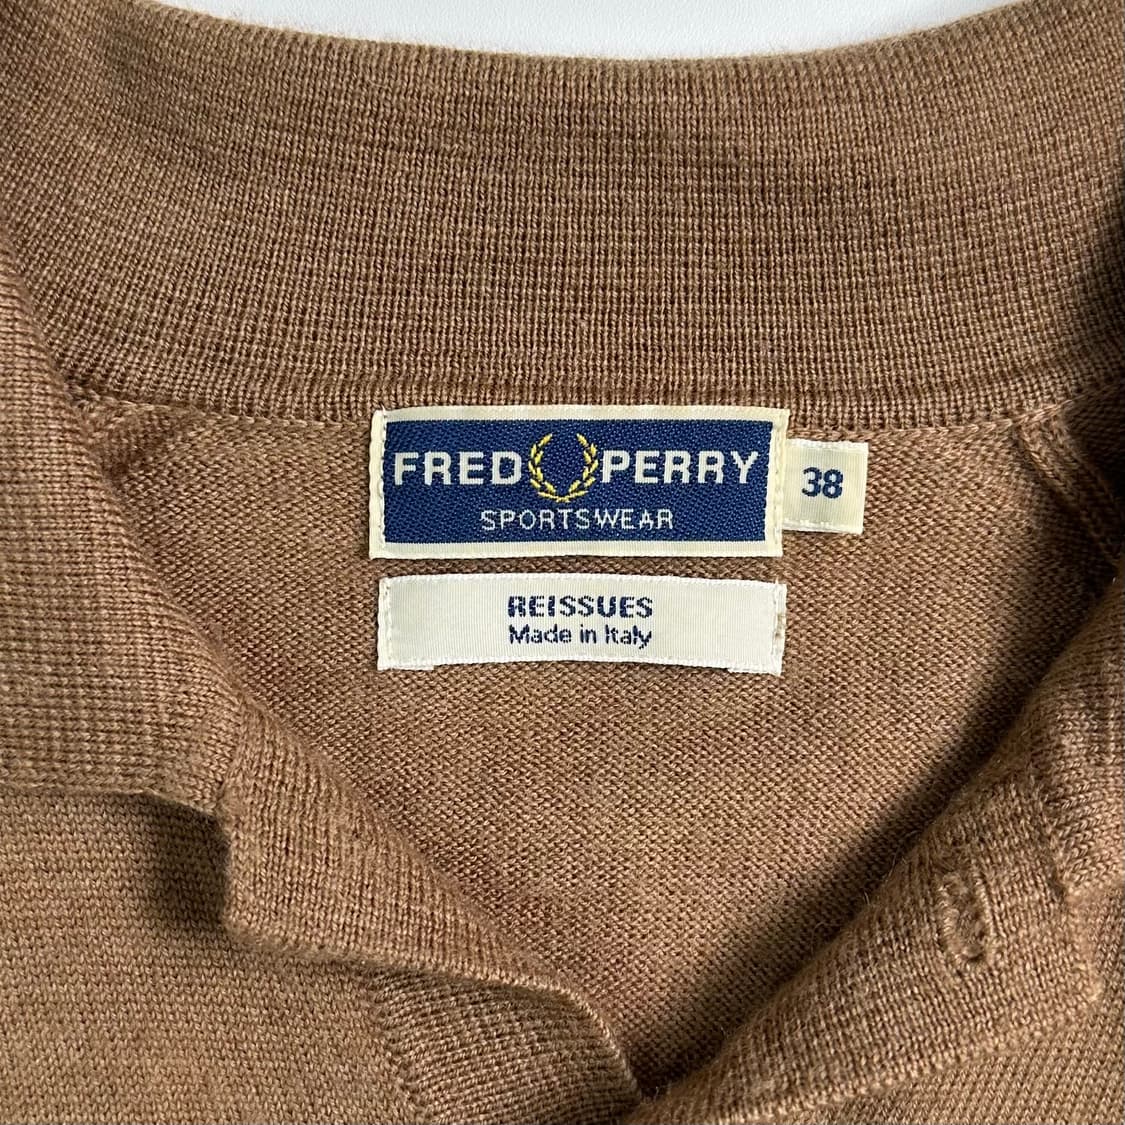 FRED PERRY
SPORTSWEAR
38
REISSUES
Made in Italy